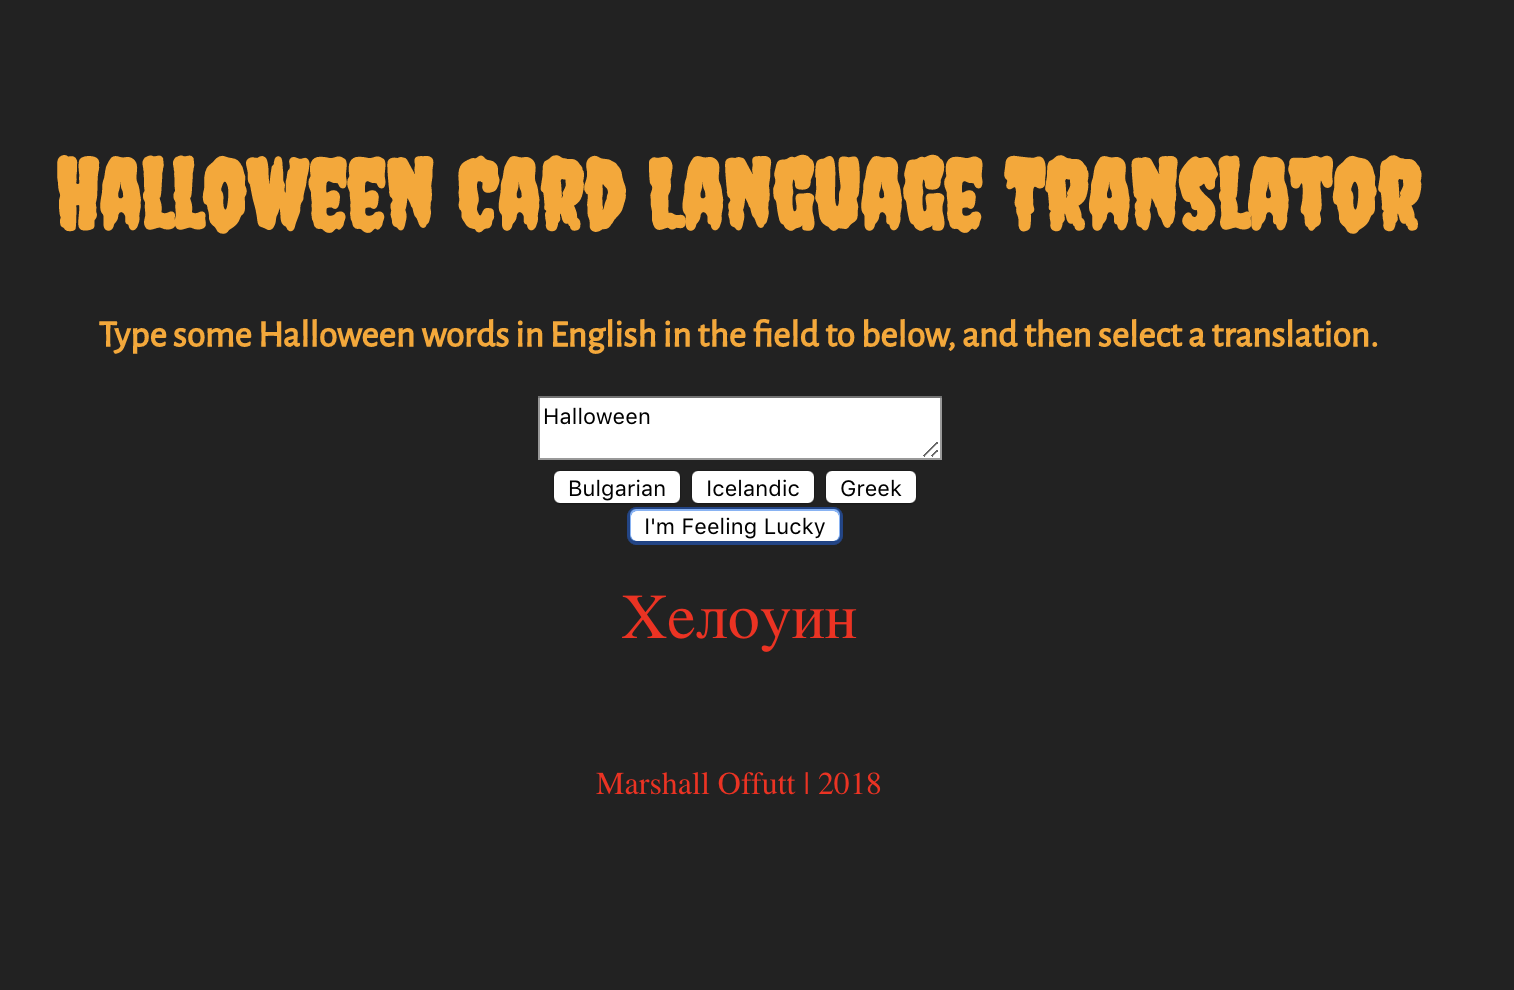 HALLOWEEN CARD LANGUAGE TRANSLATOR
Type some Halloween words in English in the field to below, and then select a translation.
Halloween
Bulgarian Icelandic Greek
I'm Feeling Lucky
Хелоуин
Marshall Offutt | 2018